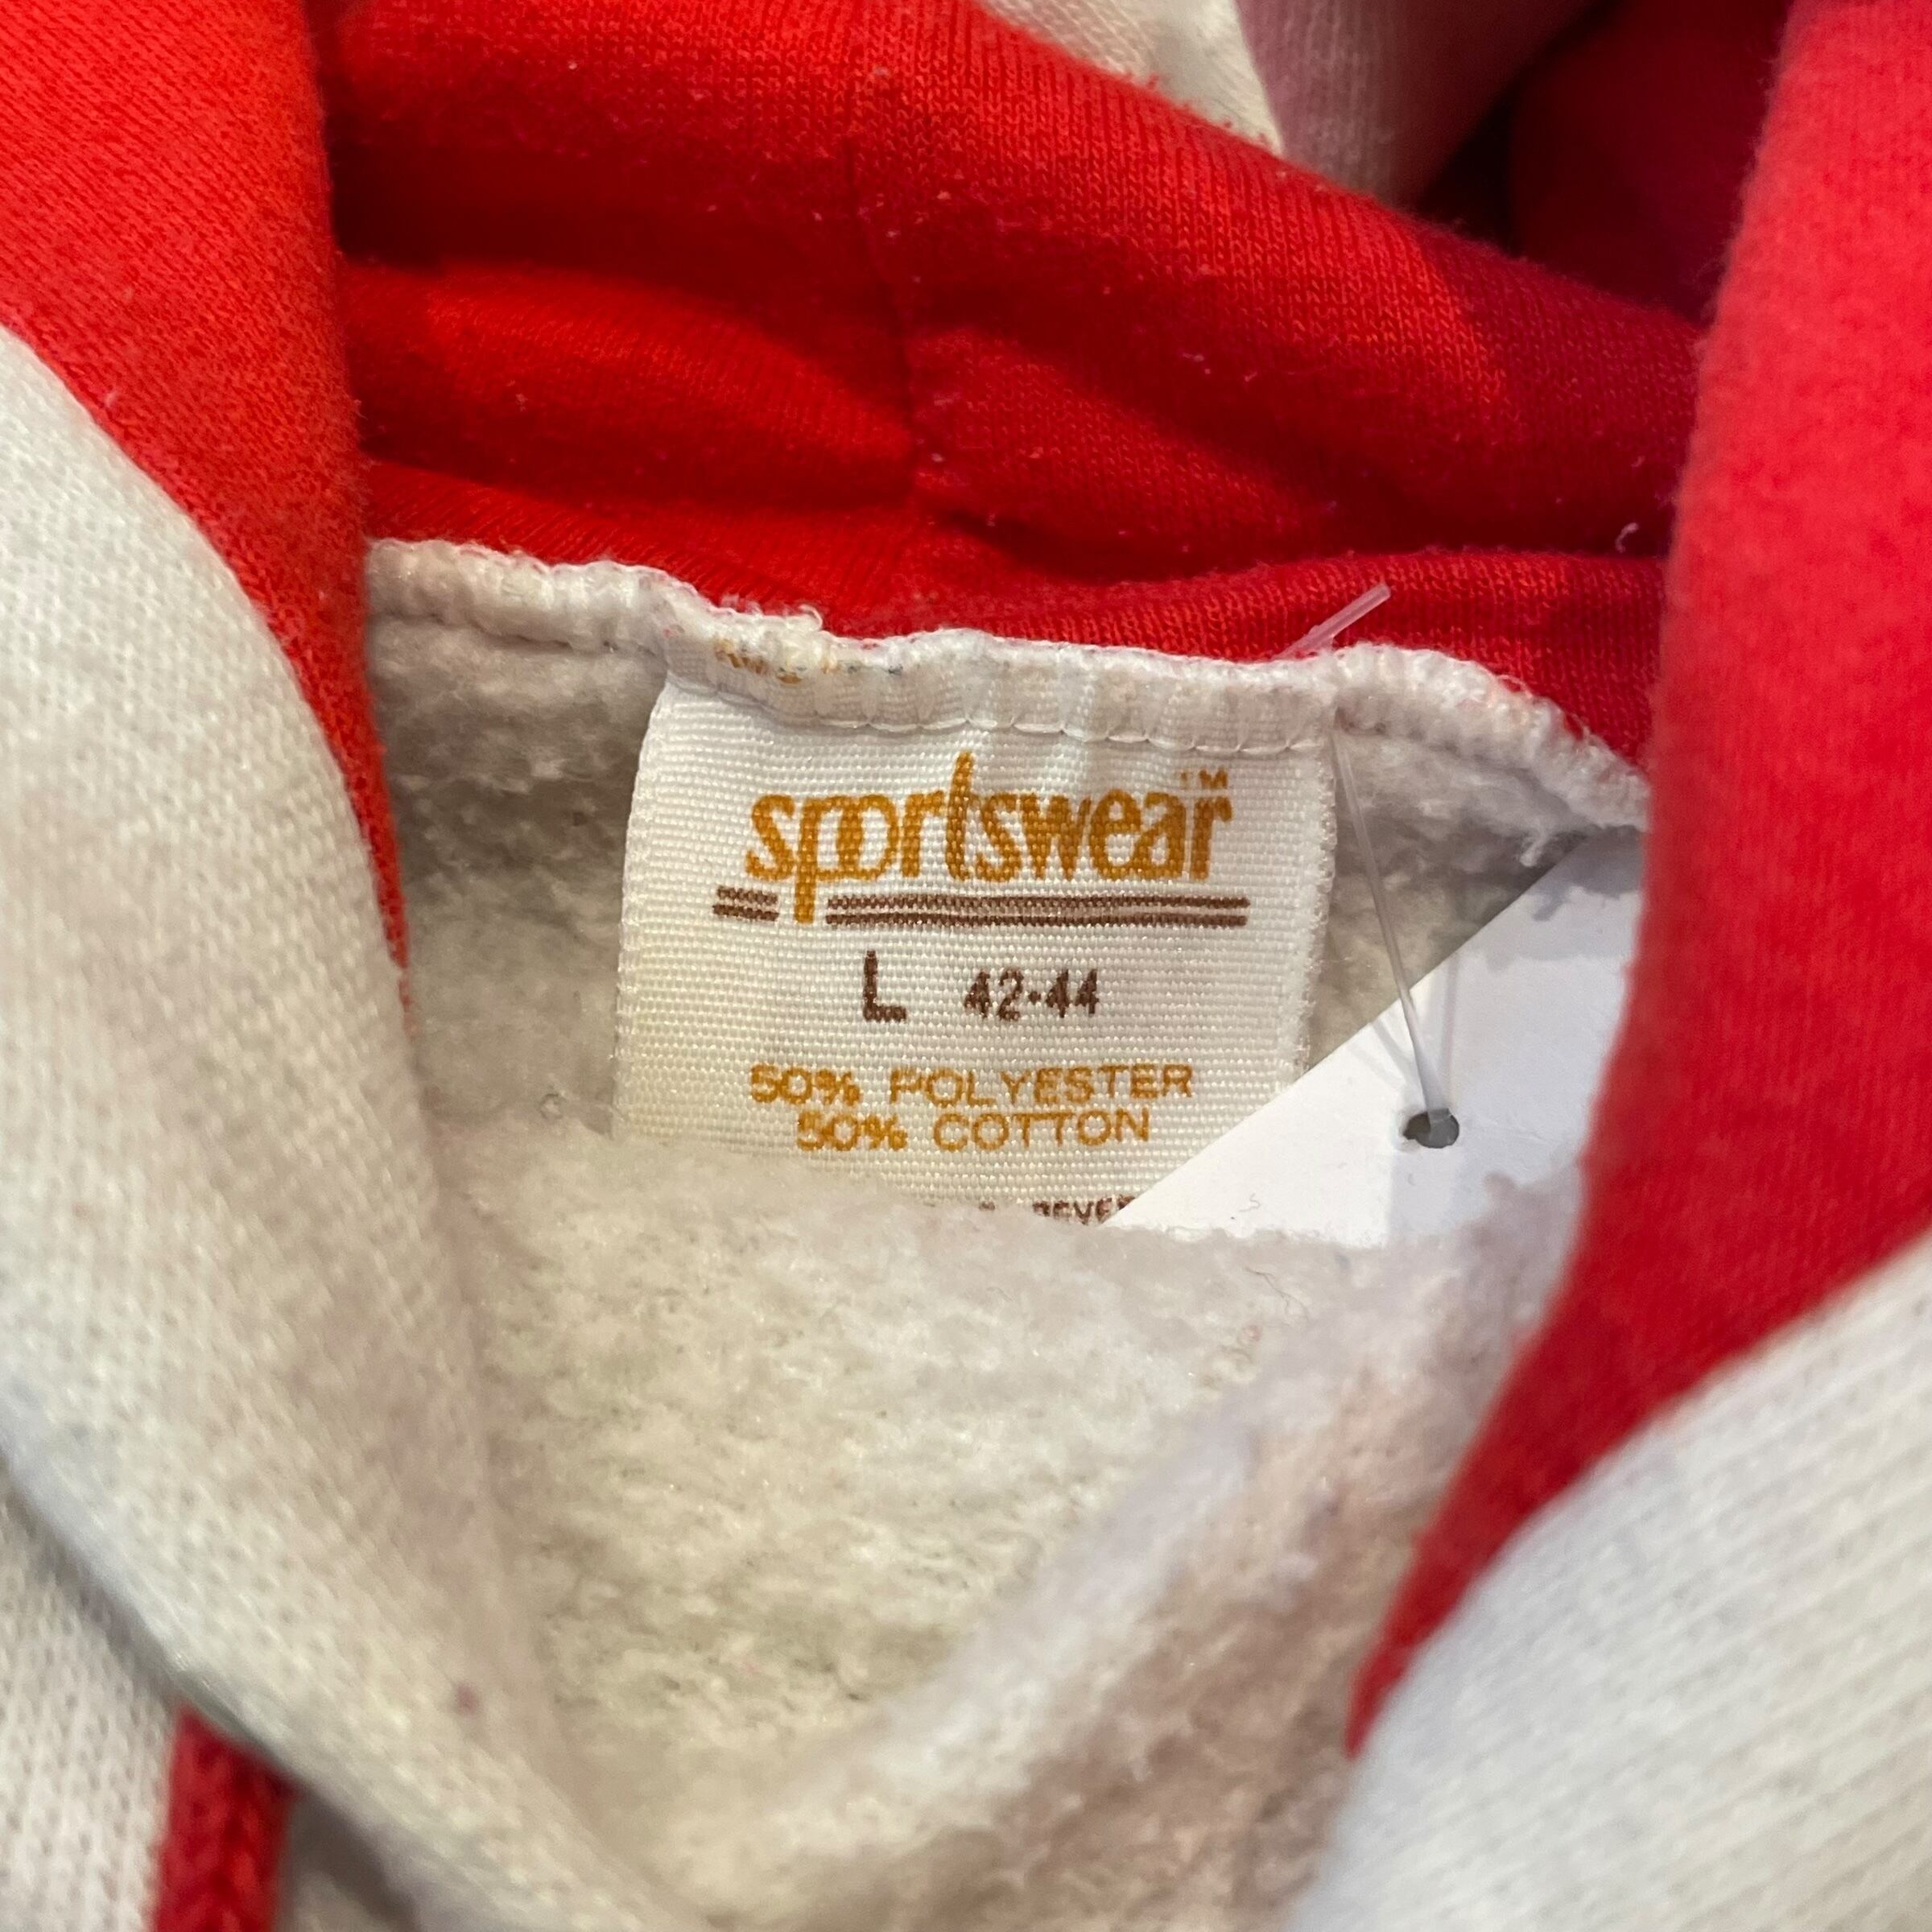 sportswear™
L 42-44
50% POLYESTER
50% COTTON